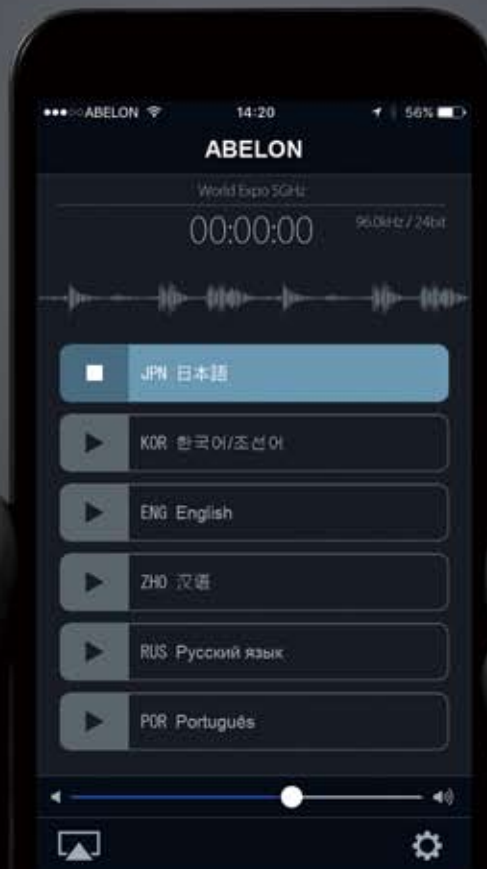 ABELON 14:20 56%
ABELON
World Expo 5GHz
00:00:00 96.0kHz / 24bit
JPN 日本語
KOR 한국어/조선어
ENG English
ZHO 汉语
RUS Русский язык
POR Português